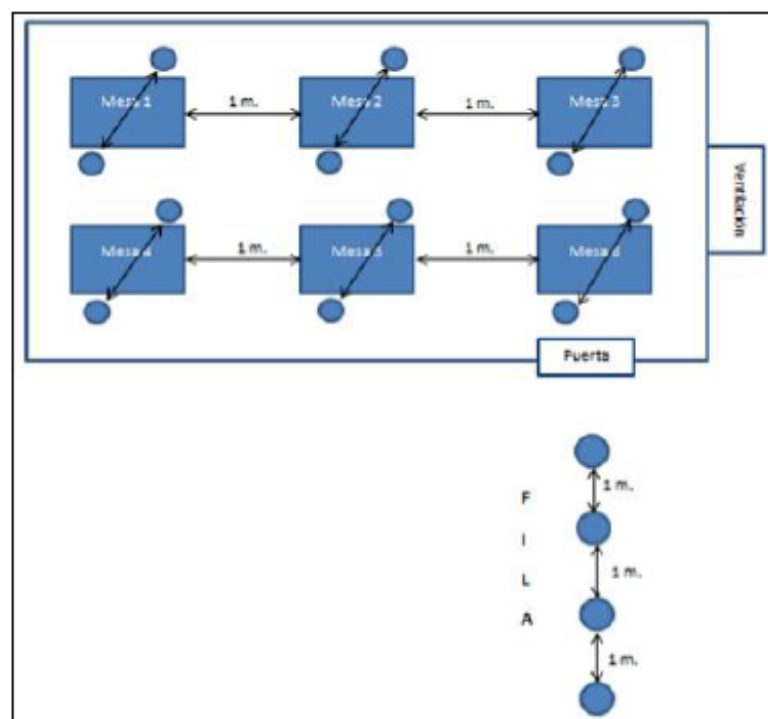 Mesa 1
1 m.
Mesa 2
1 m.
Mesa 3
Ventilación
Mesa 4
1 m.
Mesa 5
1 m.
Mesa 6
Puerta
F
I
L
A
1 m.
1 m.
1 m.